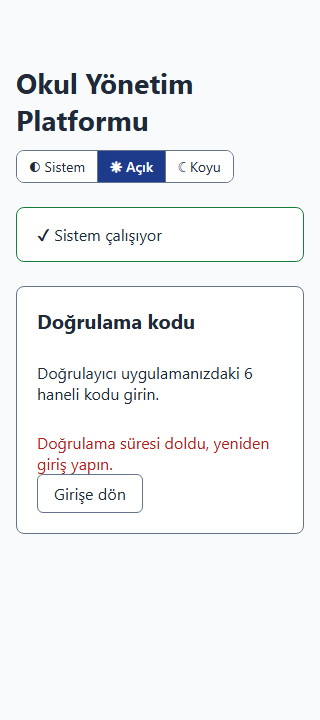 Okul Yönetim
Platformu
Sistem Açık Koyu
✓ Sistem çalışıyor
Doğrulama kodu
Doğrulayıcı uygulamanızdaki 6
haneli kodu girin.
Doğrulama süresi doldu, yeniden
giriş yapın.
Girişe dön